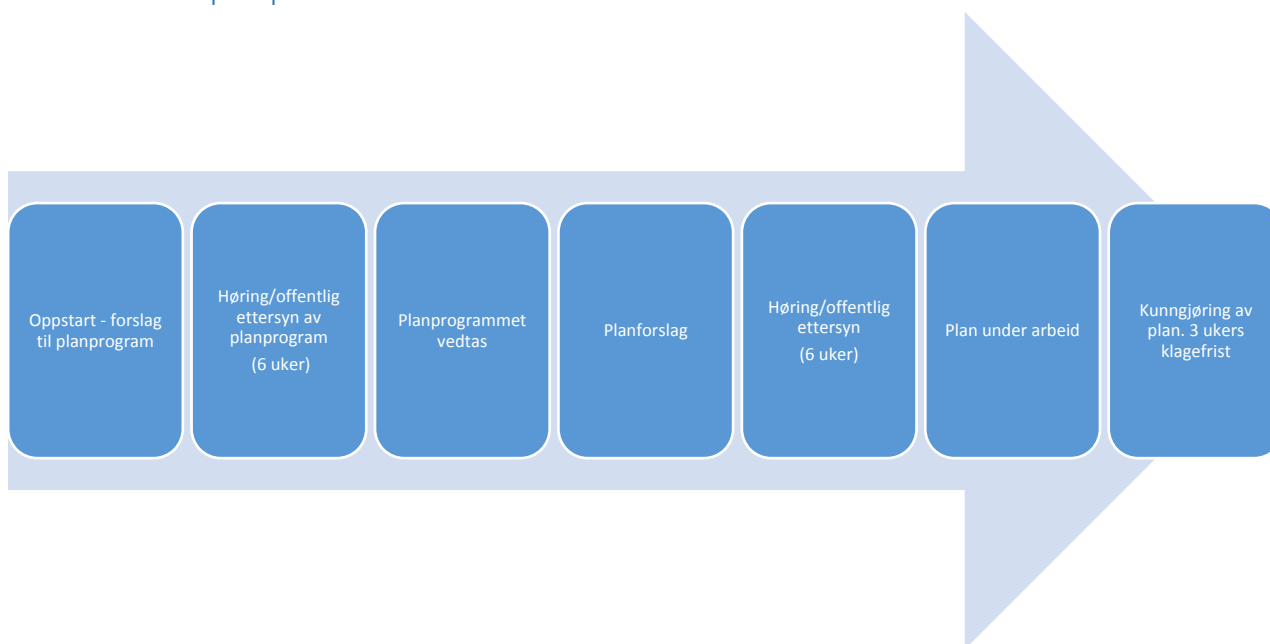 Oppstart - forslag
til planprogram
Høring/offentlig
ettersyn av
planprogram
(6 uker)
Planprogrammet
vedtas
Planforslag
Høring/offentlig
ettersyn
(6 uker)
Plan under arbeid
Kunngjøring av
plan. 3 ukers
klagefrist